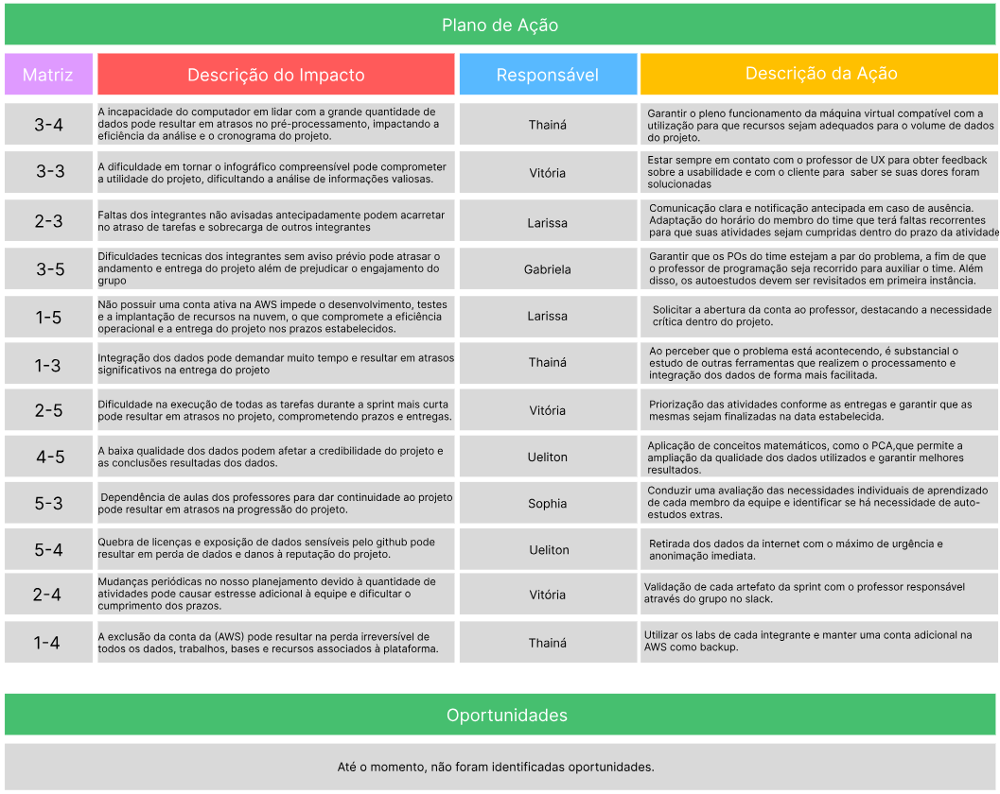 Plano de Ação
Matriz
Descrição do Impacto
Responsável
Descrição da Ação
3-4
A incapacidade do computador em lidar com a grande quantidade de
dados pode resultar em atrasos no pré-processamento, impactando a
eficiência da análise e o cronograma do projeto.
Thainá
Garantir o pleno funcionamento da máquina virtual compatível com a
utilização para que recursos sejam adequados para o volume de dados
do projeto.
3-3
A dificuldade em tornar o infográfico compreensível pode comprometer
a utilidade do projeto, dificultando a análise de informações valiosas.
Vitória
Estar sempre em contato com o professor de UX para obter feedback
sobre a usabilidade e com o cliente para  saber se suas dores foram
solucionadas
2-3
Faltas dos integrantes não avisadas antecipadamente podem acarretar
no atraso de tarefas e sobrecarga de outros integrantes
Larissa
Comunicação clara e notificação antecipada em caso de ausência.
Adaptação do horário do membro do time que terá faltas recorrentes
para que suas atividades sejam cumpridas dentro do prazo da atividade
3-5
Dificuldades tecnicas dos integrantes sem aviso prévio pode atrasar o
andamento e entrega do projeto além de prejudicar o engajamento do
grupo
Gabriela
Garantir que os POs do time estejam a par do problema, a fim de que
o professor de programação seja recorrido para auxiliar o time. Além
disso, os autoestudos devem ser revisitados em primeira instância.
1-5
Não possuir uma conta ativa na AWS impede o desenvolvimento, testes
e a implantação de recursos na nuvem, o que compromete a eficiência
operacional e a entrega do projeto nos prazos estabelecidos.
Larissa
Solicitar a abertura da conta ao professor, destacando a necessidade
crítica dentro do projeto.
1-3
Integração dos dados pode demandar muito tempo e resultar em atrasos
significativos na entrega do projeto
Thainá
Ao perceber que o problema está acontecendo, é substancial o
estudo de outras ferramentas que realizem o processamento e
integração dos dados de forma mais facilitada.
2-5
Dificuldade na execução de todas as tarefas durante a sprint mais curta
pode resultar em atrasos no projeto, comprometendo prazos e entregas.
Vitória
Priorização das atividades conforme as entregas e garantir que as
mesmas sejam finalizadas na data estabelecida.
4-5
A baixa qualidade dos dados podem afetar a credibilidade do projeto e
as conclusões resultadas dos dados.
Ueliton
Aplicação de conceitos matemáticos, como o PCA,que permite a
ampliação da qualidade dos dados utilizados e garantir melhores
resultados.
5-3
Dependência de aulas dos professores para dar continuidade ao projeto
pode resultar em atrasos na progressão do projeto.
Sophia
Conduzir uma avaliação das necessidades individuais de aprendizado
de cada membro da equipe e identificar se há necessidade de auto-
estudos extras.
5-4
Quebra de licenças e exposição de dados sensíveis pelo github pode
resultar em perda de dados e danos à reputação do projeto.
Ueliton
Retirada dos dados da internet com o máximo de urgência e
anonimação imediata.
2-4
Mudanças periódicas no nosso planejamento devido à quantidade de
atividades pode causar estresse adicional à equipe e dificultar o
cumprimento dos prazos.
Vitória
Validação de cada artefato da sprint com o professor responsável
através do grupo no slack.
1-4
A exclusão da conta da (AWS) pode resultar na perda irreversível de
todos os dados, trabalhos, bases e recursos associados à plataforma.
Thainá
Utilizar os labs de cada integrante e manter uma conta adicional na
AWS como backup.
Oportunidades
Até o momento, não foram identificadas oportunidades.